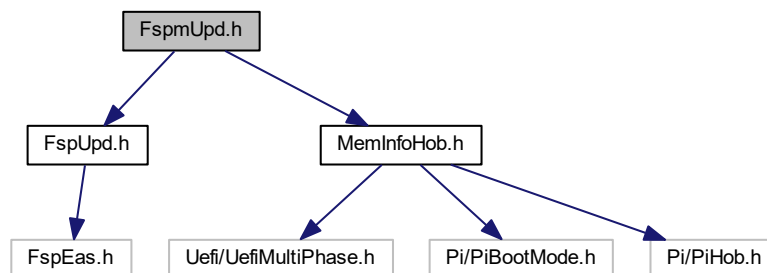 FspmUpd.h
FspUpd.h
MemInfoHob.h
FspEas.h
Uefi/UefiMultiPhase.h
Pi/PiBootMode.h
Pi/PiHob.h